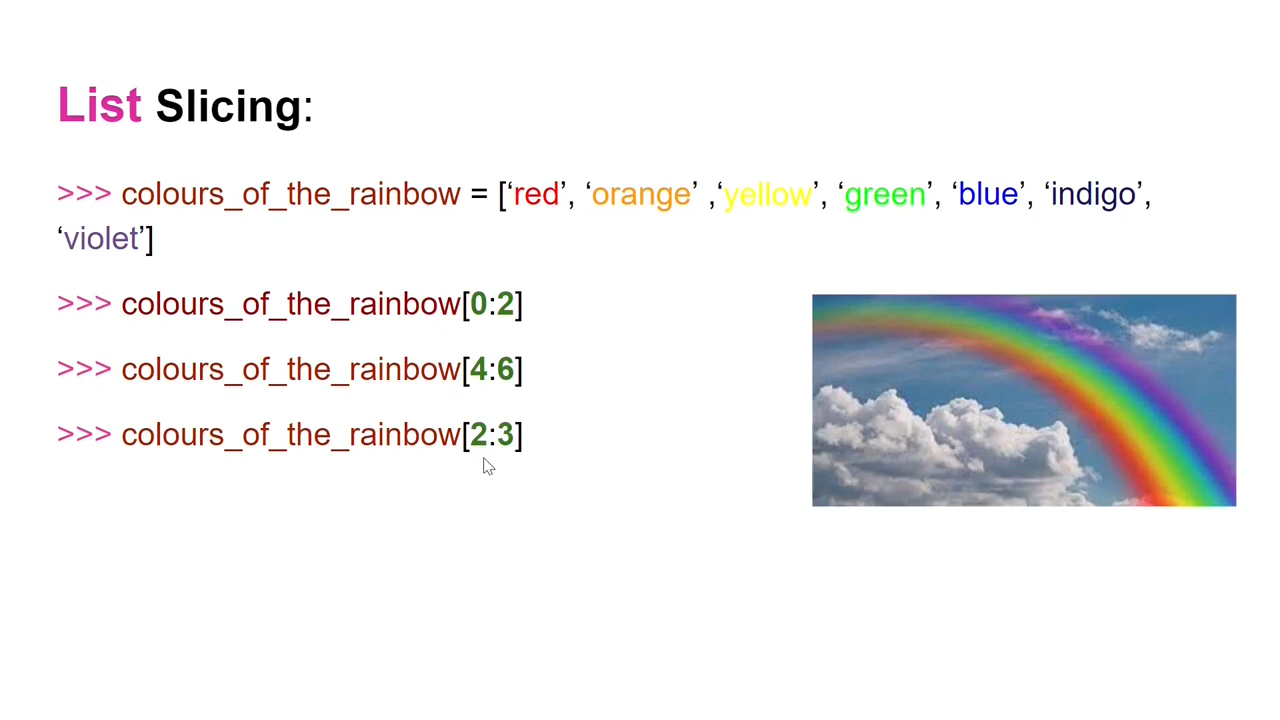 List Slicing:
>>> colours_of_the_rainbow = [‘red’, ‘orange’ ,‘yellow’, ‘green’, ‘blue’, ‘indigo’,
‘violet’]
>>> colours_of_the_rainbow[0:2]
>>> colours_of_the_rainbow[4:6]
>>> colours_of_the_rainbow[2:3]